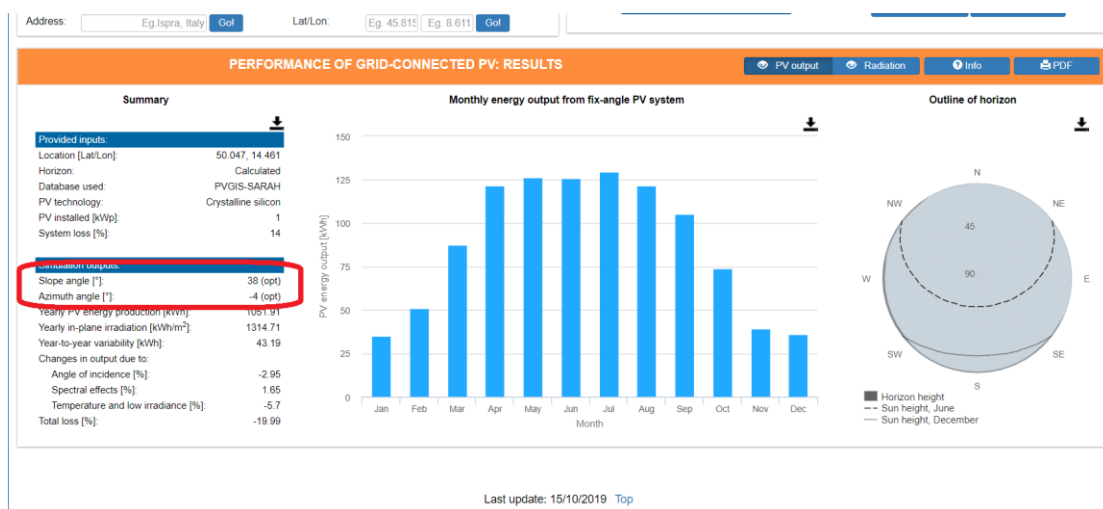 Address:
Eg.Ispra, Italy
Go!
Lat/Lon:
Eg. 45.815
Eg. 8.611
Go!
PERFORMANCE OF GRID-CONNECTED PV: RESULTS
PV output
Radiation
Info
PDF
Summary
Provided inputs:
Location [Lat/Lon]: 50.047, 14.461
Horizon: Calculated
Database used: PVGIS-SARAH
PV technology: Crystalline silicon
PV installed [kWp]: 1
System loss [%]: 14
Simulation outputs:
Slope angle [°]: 38 (opt)
Azimuth angle [°]: -4 (opt)
Yearly PV energy production [kWh]: 1051.91
Yearly in-plane irradiation [kWh/m²]: 1314.71
Year-to-year variability [kWh]: 43.19
Changes in output due to:
Angle of incidence [%]: -2.95
Spectral effects [%]: 1.65
Temperature and low irradiance [%]: -5.7
Total loss [%]: -19.99
Monthly energy output from fix-angle PV system
PV energy output [kWh]
150
125
100
75
50
25
0
Jan Feb Mar Apr May Jun Jul Aug Sep Oct Nov Dec
Month
Outline of horizon
N
NW NE
45
W 90 E
SW SE
S
Horizon height
Sun height, June
Sun height, December
Last update: 15/10/2019 Top